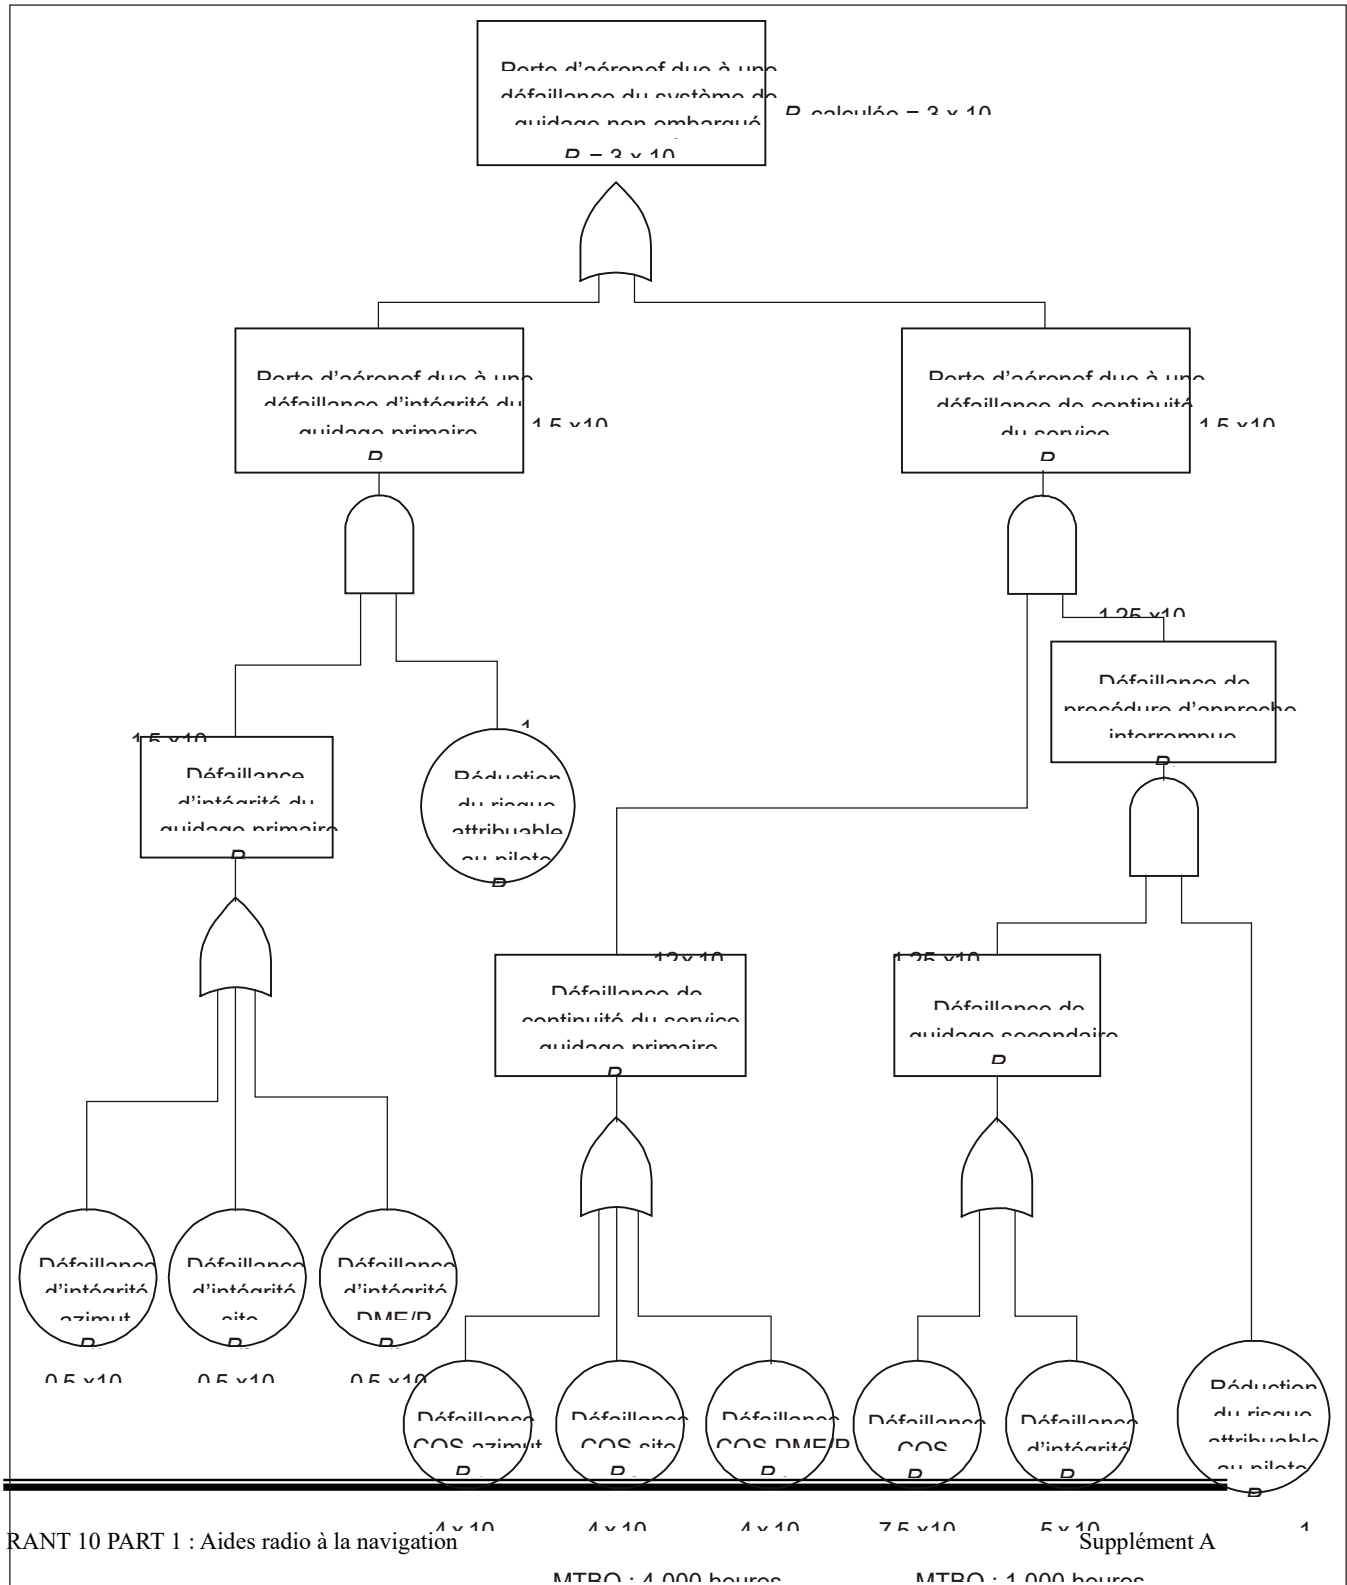 Perte d'aéronef due à une
défaillance du système de
guidage non embarqué
P = 3 x 10
P calculée = 3 x 10
Perte d'aéronef due à une
défaillance d'intégrité du
guidage primaire
P
1,5 x10
Perte d'aéronef due à une
défaillance de continuité
du service
P
1,5 x10
1,25 x10
Défaillance de
procédure d'approche
interrompue
P
1,5 x10
Défaillance
d'intégrité du
guidage primaire
P
1
Réduction
du risque
attribuable
au pilote
P
12 x 10
Défaillance de
continuité du service
guidage primaire
P
1,25 x10
Défaillance de
guidage secondaire
P
Défaillance
d'intégrité
azimut
P
0,5 x10
Défaillance
d'intégrité
site
P
0,5 x10
Défaillance
d'intégrité
DME/P
P
0,5 x10
Défaillance
COS azimut
P
4 x 10
Défaillance
COS site
P
4 x 10
Défaillance
COS DME/P
P
4 x 10
Défaillance
COS
P
7,5 x10
Défaillance
d'intégrité
P
5 x 10
Réduction
du risque
attribuable
au pilote
P
1
RANT 10 PART 1 : Aides radio à la navigation
Supplément A
MTBO : 4 000 heures
MTBO : 1 000 heures